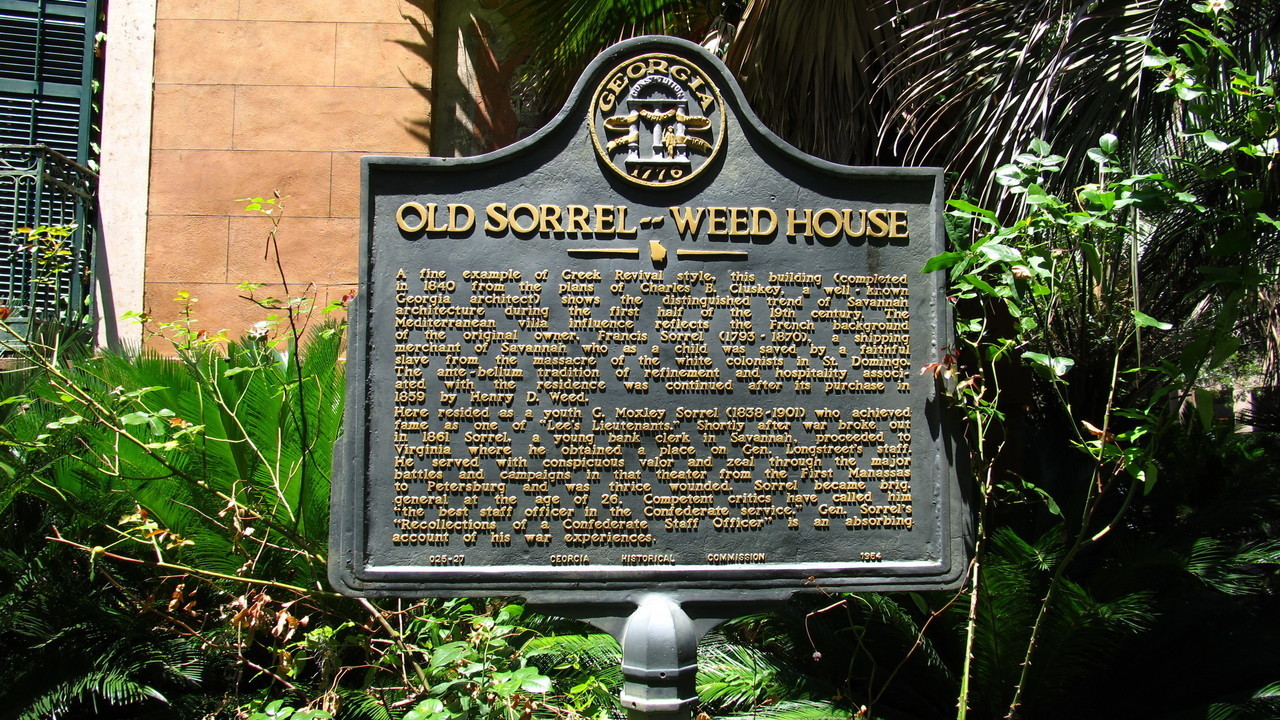 GEORGIA
CONSTITUTION
1776
OLD SORREL -- WEED HOUSE
A fine example of Greek Revival style, this building (completed
in 1840 from the plans of Charles B. Cluskey, a well-known
Georgia architect) shows the distinguished trend of Savannah
architecture during the first half of the 19th century. The
Mediterranean villa influence reflects the French background
of the original owner, Francis Sorrel (1793-1870), a shipping
merchant of Savannah who as a child was saved by a faithful
slave from the massacre of the white colonists in St. Domingo.
The ante-bellum tradition of refinement and hospitality associ-
ated with the residence was continued after its purchase in
1859 by Henry D. Weed.
Here resided as a youth G. Moxley Sorrel (1838-1901) who achieved
fame as one of "Lee's Lieutenants." Shortly after war broke out
in 1861 Sorrel, a young bank clerk in Savannah, proceeded to
Virginia where he obtained a place on Gen. Longstreet's staff.
He served with conspicuous valor and zeal through the major
battles and campaigns in that theater from the First Manassas
to Petersburg and was thrice wounded. Sorrel became brig.
general at the age of 26. Competent critics have called him
"the best staff officer in the Confederate service." Gen. Sorrel's
"Recollections of a Confederate Staff Officer" is an absorbing
account of his war experiences.
025-27 GEORGIA HISTORICAL COMMISSION 1954